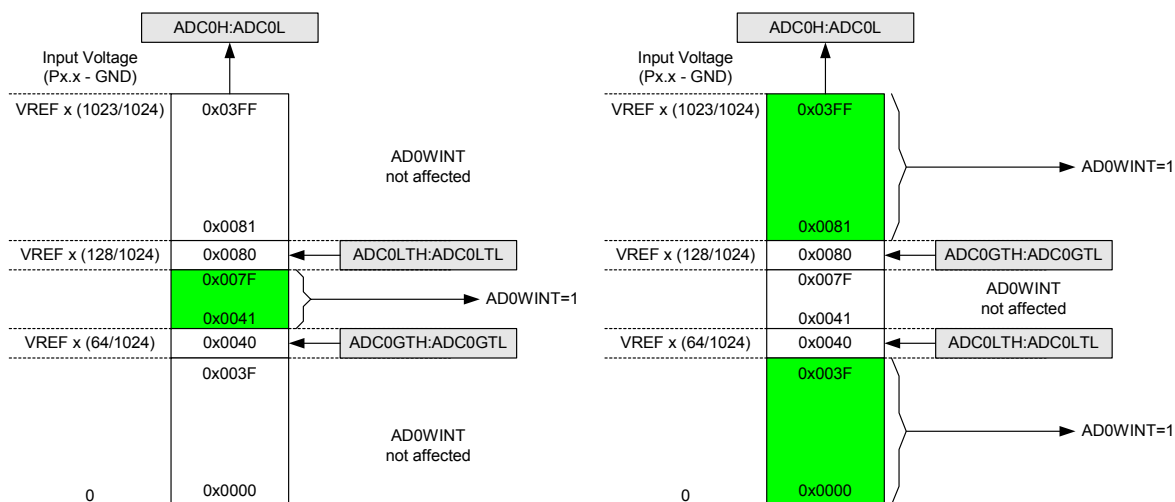 ADC0H:ADC0L
Input Voltage
(Px.x - GND)
VREF x (1023/1024)
0x03FF
AD0WINT
not affected
0x0081
VREF x (128/1024)
0x0080
ADC0LTH:ADC0LTL
0x007F
AD0WINT=1
0x0041
VREF x (64/1024)
0x0040
ADC0GTH:ADC0GTL
0x003F
AD0WINT
not affected
0
0x0000
ADC0H:ADC0L
Input Voltage
(Px.x - GND)
VREF x (1023/1024)
0x03FF
AD0WINT=1
0x0081
VREF x (128/1024)
0x0080
ADC0GTH:ADC0GTL
0x007F
AD0WINT
not affected
0x0041
VREF x (64/1024)
0x0040
ADC0LTH:ADC0LTL
0x003F
AD0WINT=1
0
0x0000